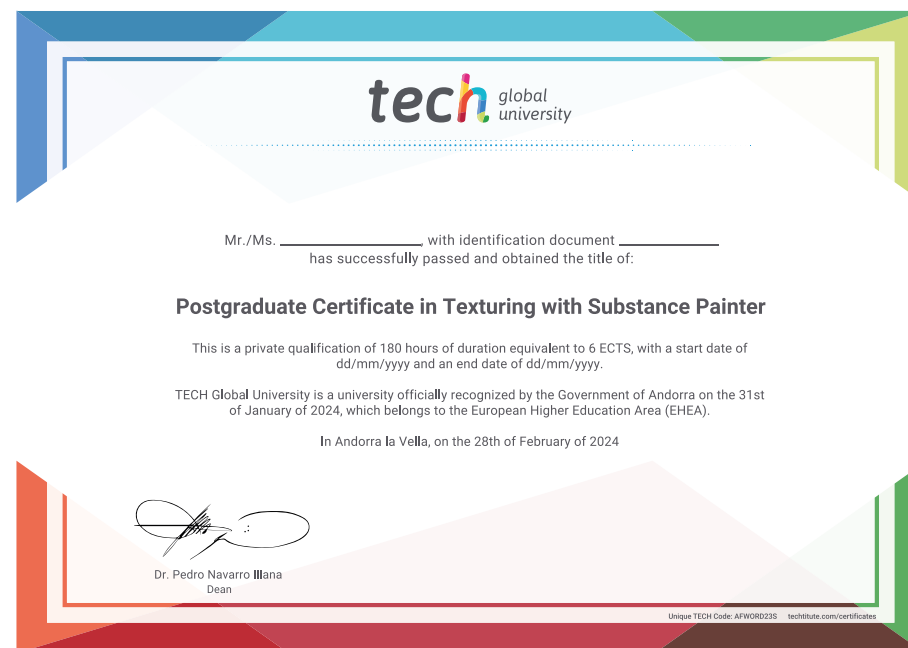 tech global
university
Mr./Ms. ____________________, with identification document ______________
has successfully passed and obtained the title of:
Postgraduate Certificate in Texturing with Substance Painter
This is a private qualification of 180 hours of duration equivalent to 6 ECTS, with a start date of
dd/mm/yyyy and an end date of dd/mm/yyyy.
TECH Global University is a university officially recognized by the Government of Andorra on the 31st
of January of 2024, which belongs to the European Higher Education Area (EHEA).
In Andorra la Vella, on the 28th of February of 2024
Dr. Pedro Navarro Illana
Dean
Unique TECH Code: AFWORD23S techtitute.com/certificates